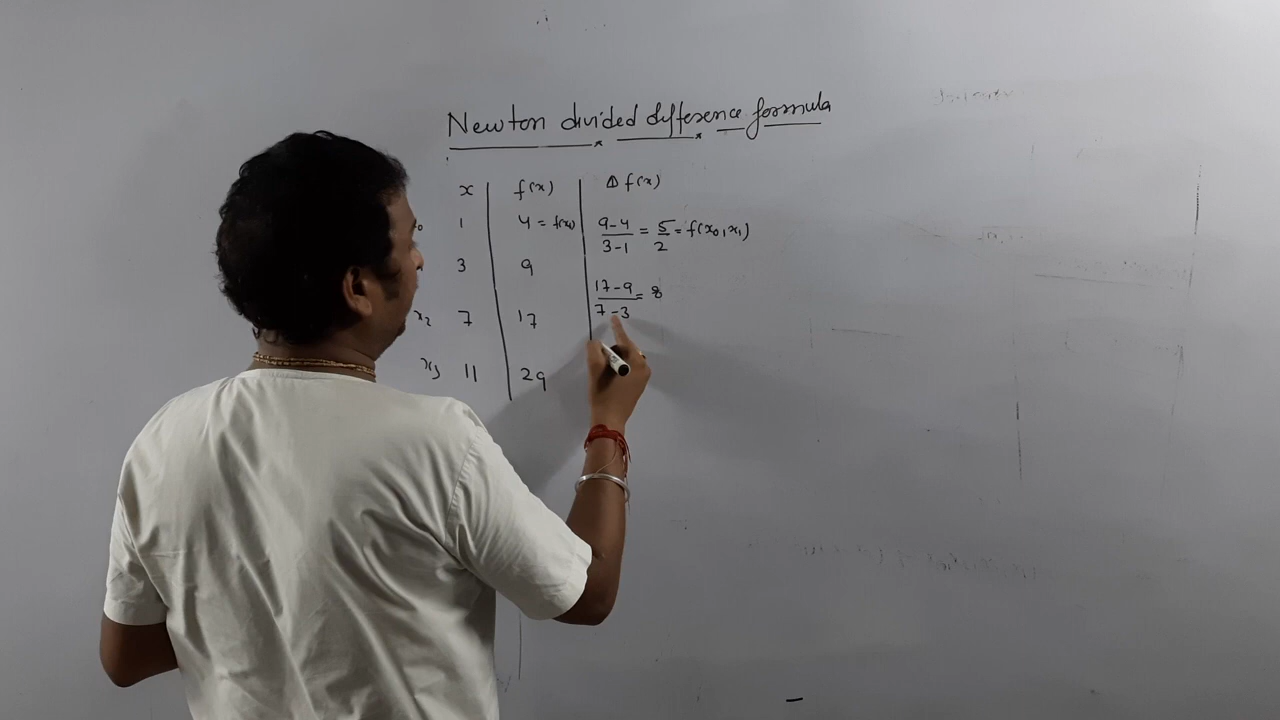 Newton divided difference formula
x f(x) Δ f(x)
1 4 = f(x₀) 9-4/3-1 = 5/2 = f(x₀, x₁)
3 9
17-9/7-3 = 8
x₂ 7 17
x₃ 11 29